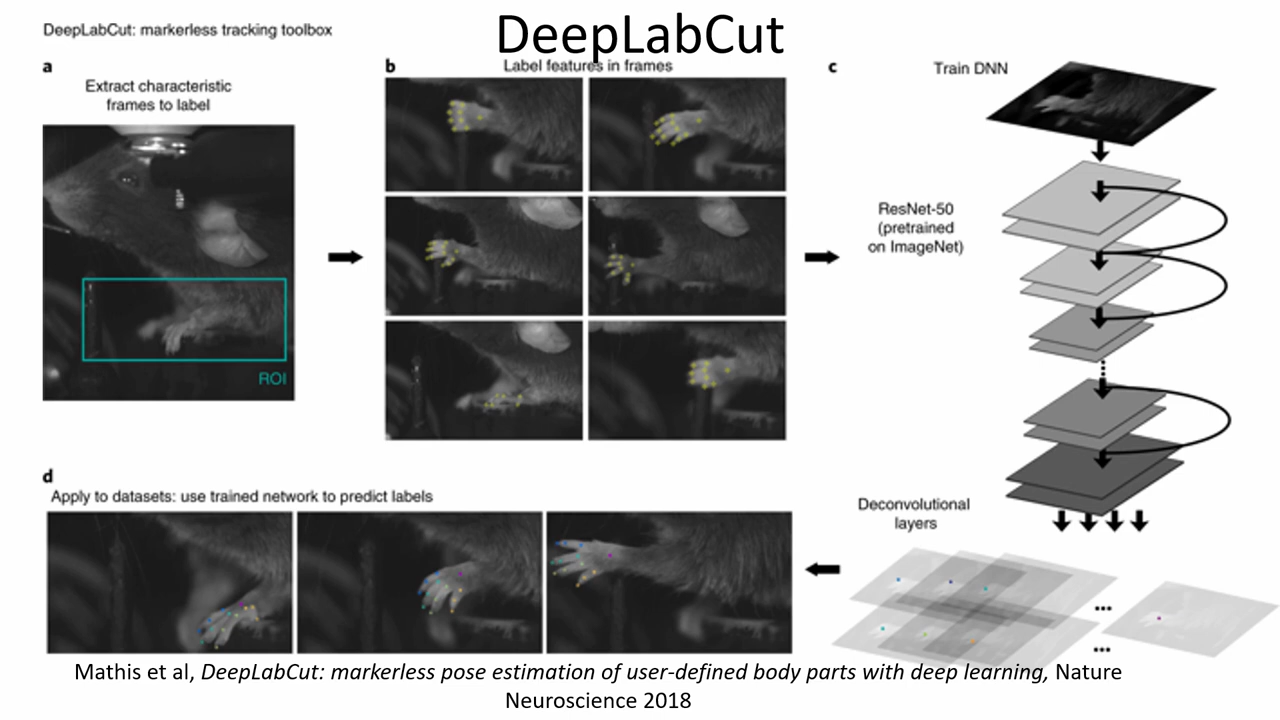 DeepLabCut: markerless tracking toolbox
DeepLabCut
a
Extract characteristic
frames to label
ROI
b
Label features in frames
c
Train DNN
ResNet-50
(pretrained
on ImageNet)
Deconvolutional
layers
d
Apply to datasets: use trained network to predict labels
Mathis et al, DeepLabCut: markerless pose estimation of user-defined body parts with deep learning, Nature
Neuroscience 2018